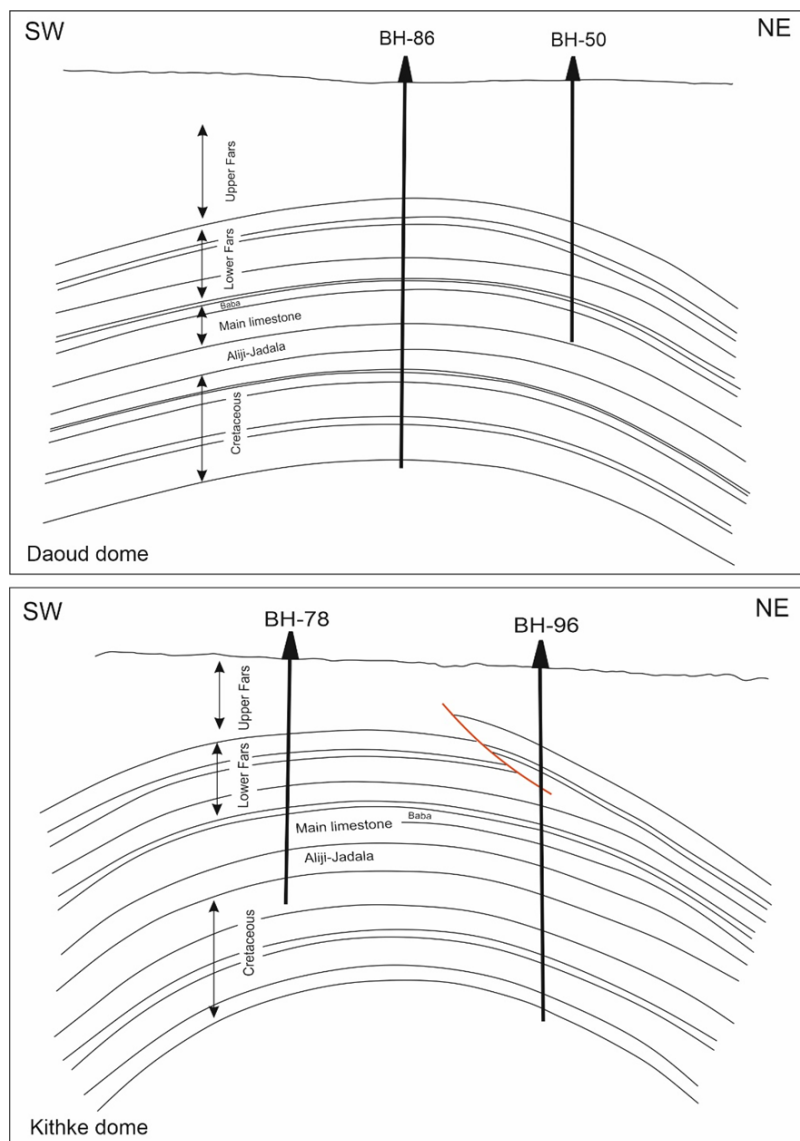 SW
NE
BH-86
BH-50
Upper Fars
Lower Fars
Baba
Main limestone
Aliji-Jadala
Cretaceous
Daoud dome
SW
NE
BH-78
BH-96
Upper Fars
Lower Fars
Baba
Main limestone
Aliji-Jadala
Cretaceous
Kithke dome